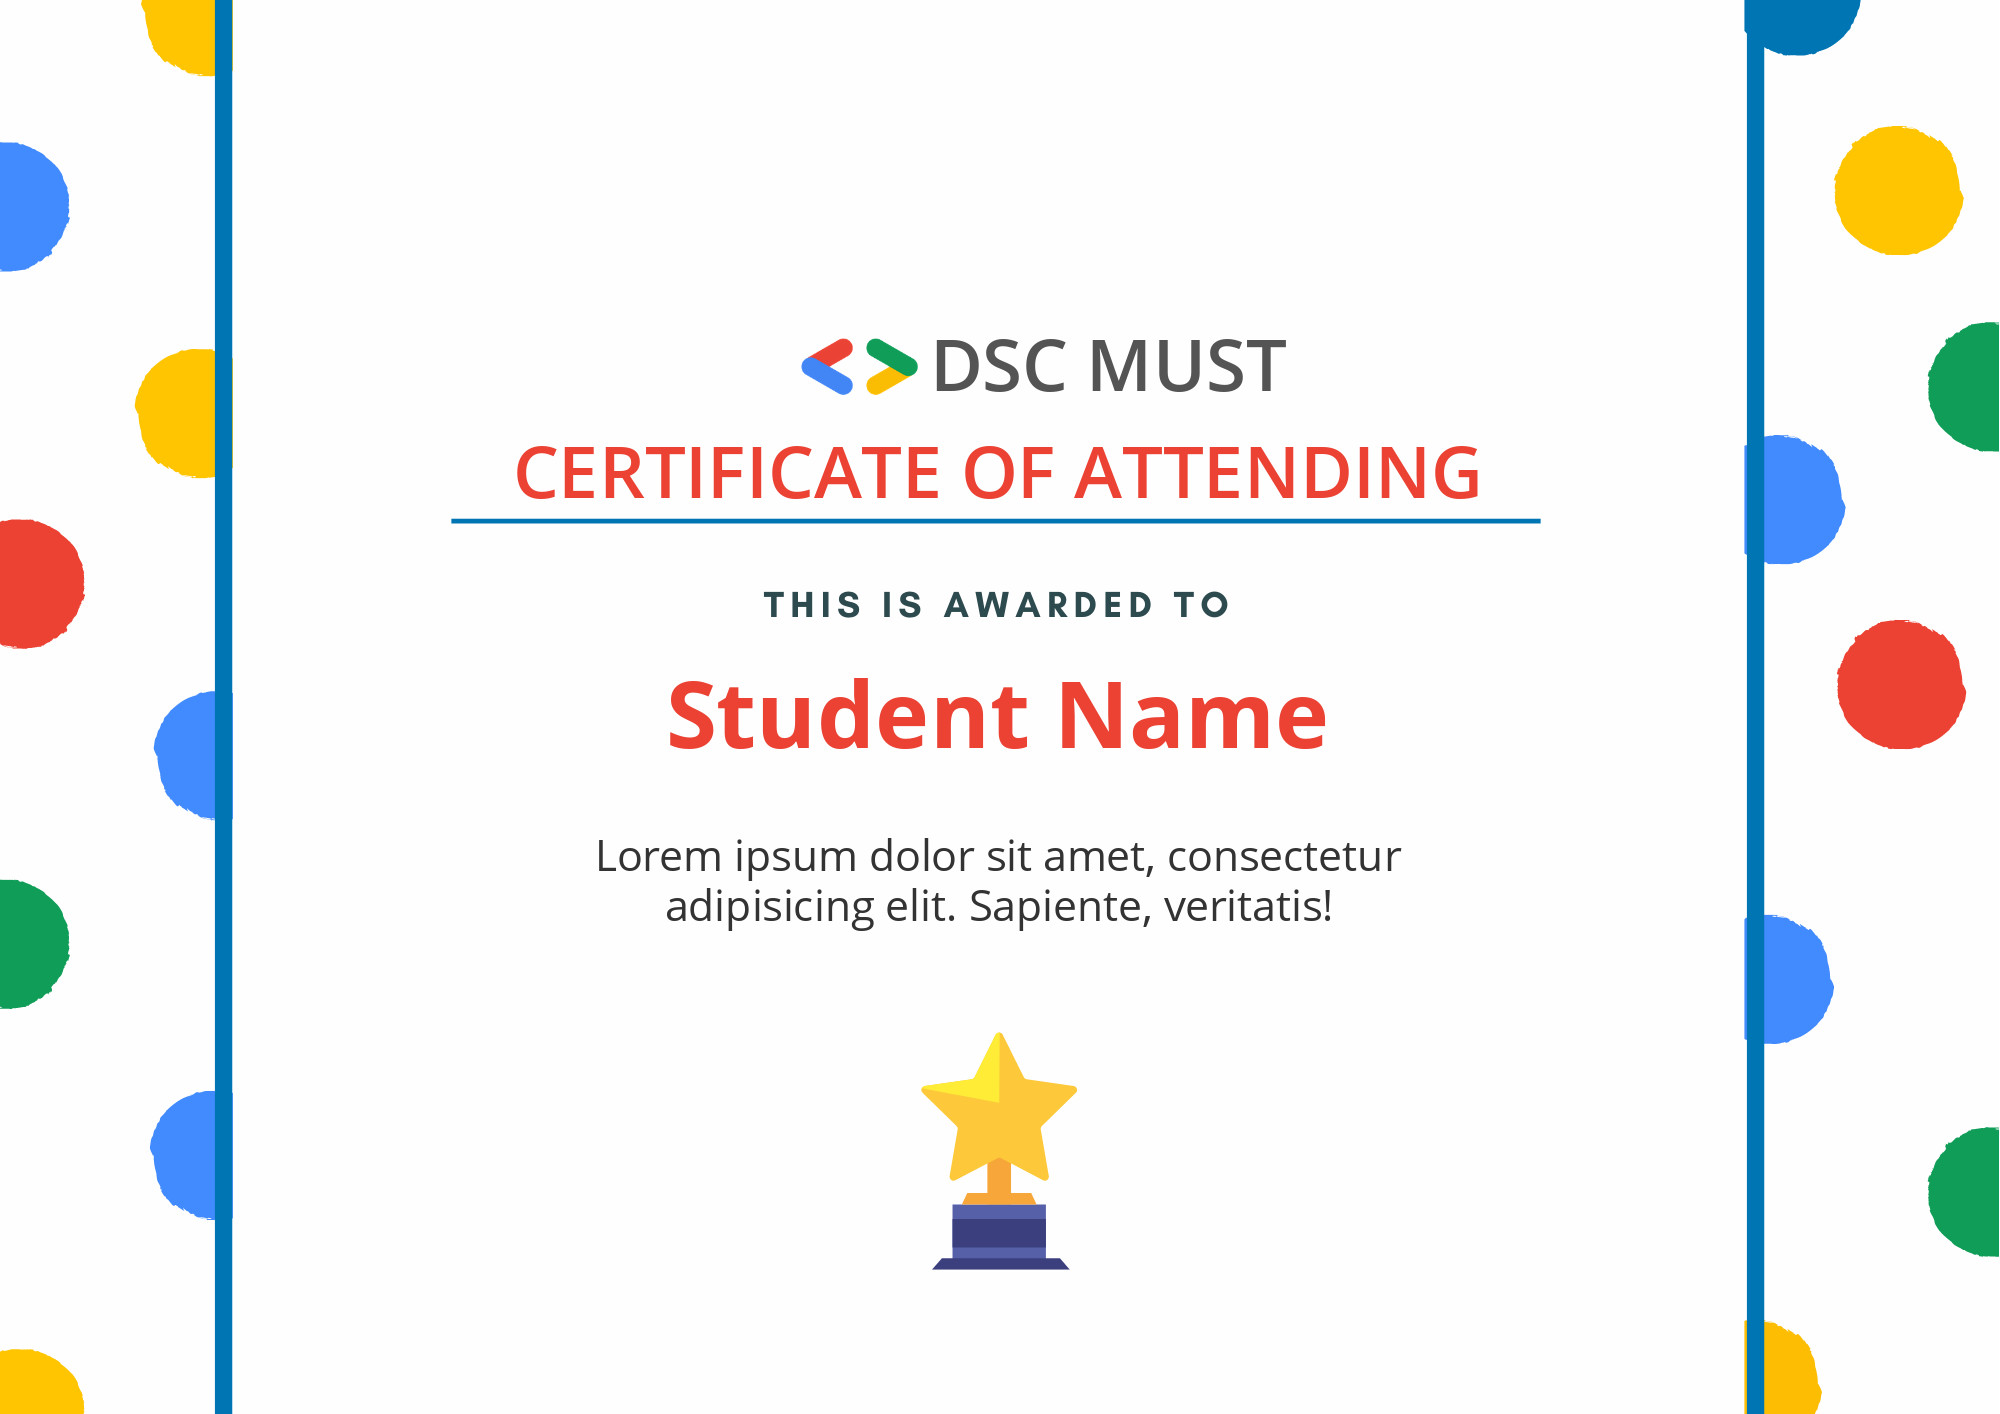 DSC MUST
CERTIFICATE OF ATTENDING
THIS IS AWARDED TO
Student Name
Lorem ipsum dolor sit amet, consectetur
adipisicing elit. Sapiente, veritatis!